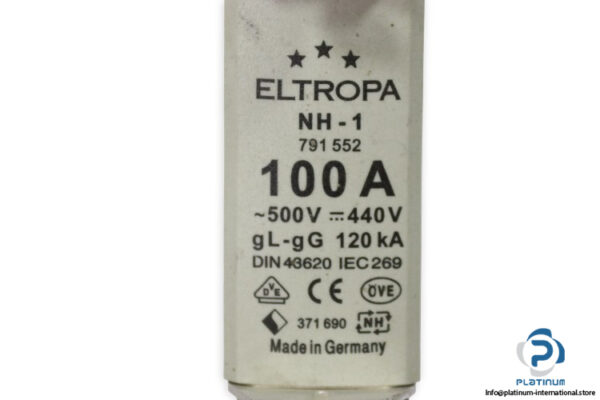 ELTROPA
NH-1
791 552
100 A
~500V ⎓440V
gL-gG 120 kA
DIN 43620 IEC 269
DVE CE ÖVE
371 690 NH
Made in Germany
PLATINUM
Info@platinum-international.store